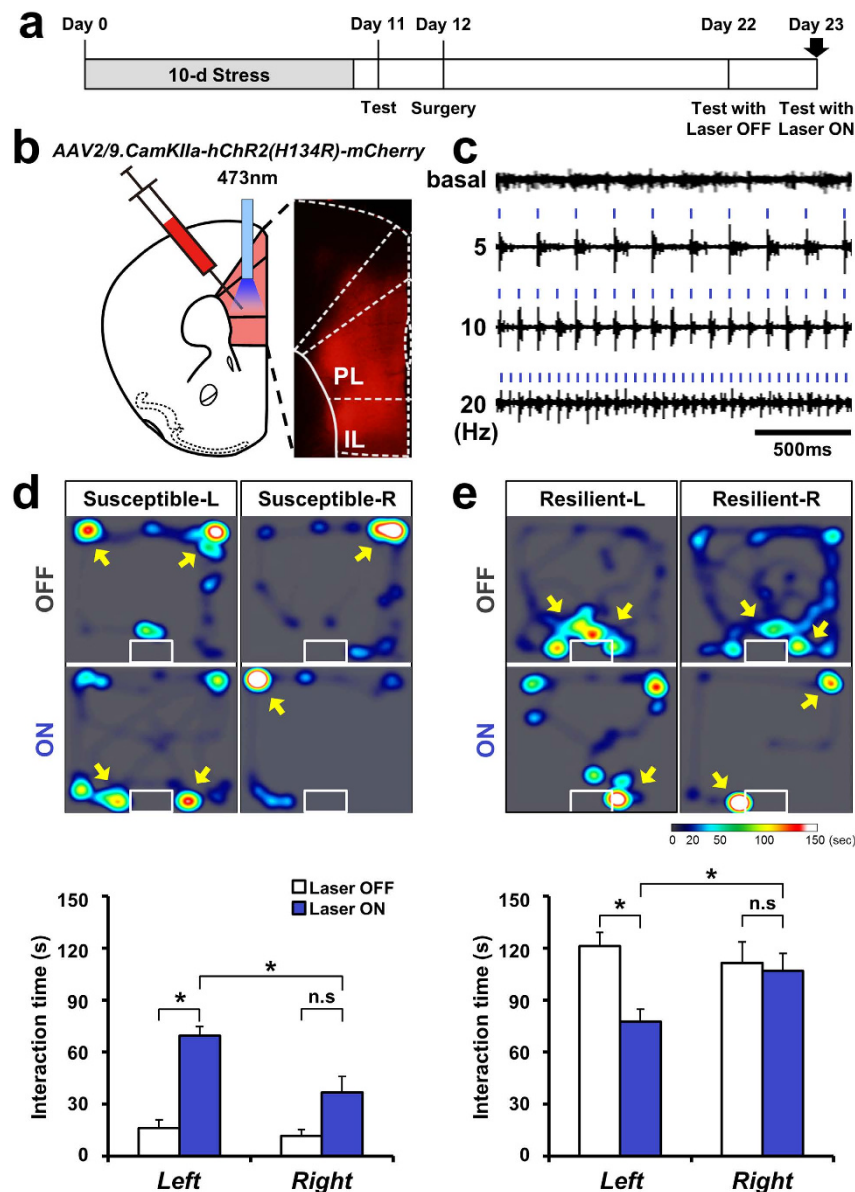 a
Day 0
Day 11
Day 12
Day 22
Day 23
10-d Stress
Test
Surgery
Test with
Laser OFF
Test with
Laser ON
b
AAV2/9.CamKIIa-hChR2(H134R)-mCherry
473nm
PL
IL
c
basal
5
10
20
(Hz)
500ms
d
Susceptible-L
Susceptible-R
OFF
ON
e
Resilient-L
Resilient-R
OFF
ON
0 20 50 100 150 (sec)
Interaction time (s)
150
120
90
60
30
0
Laser OFF
Laser ON
*
*
n.s
Left
Right
Interaction time (s)
150
120
90
60
30
0
*
*
n.s
Left
Right